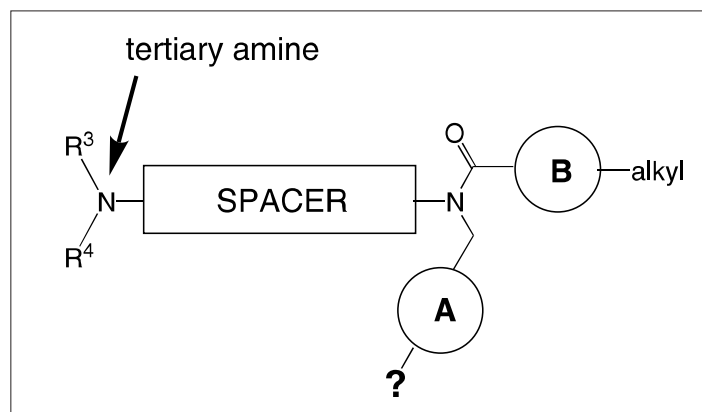 tertiary amine
R³
N
R⁴
SPACER
N
O
B
alkyl
A
?